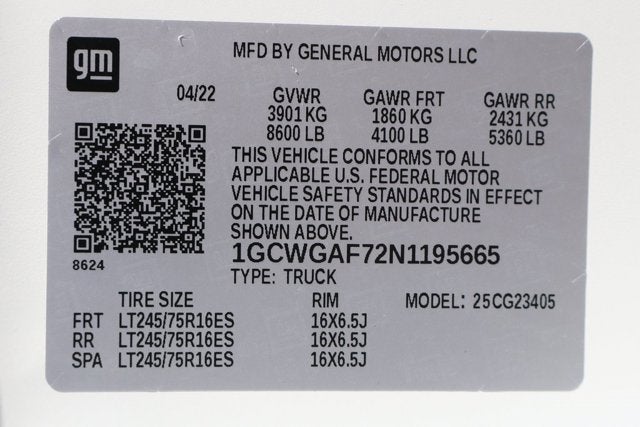 gm
MFD BY GENERAL MOTORS LLC
04/22 GVWR GAWR FRT GAWR RR
3901 KG 1860 KG 2431 KG
8600 LB 4100 LB 5360 LB
THIS VEHICLE CONFORMS TO ALL
APPLICABLE U.S. FEDERAL MOTOR
VEHICLE SAFETY STANDARDS IN EFFECT
ON THE DATE OF MANUFACTURE
SHOWN ABOVE.
1GCWGAF72N1195665
8624
TYPE: TRUCK
TIRE SIZE RIM MODEL: 25CG23405
FRT LT245/75R16ES 16X6.5J
RR LT245/75R16ES 16X6.5J
SPA LT245/75R16ES 16X6.5J